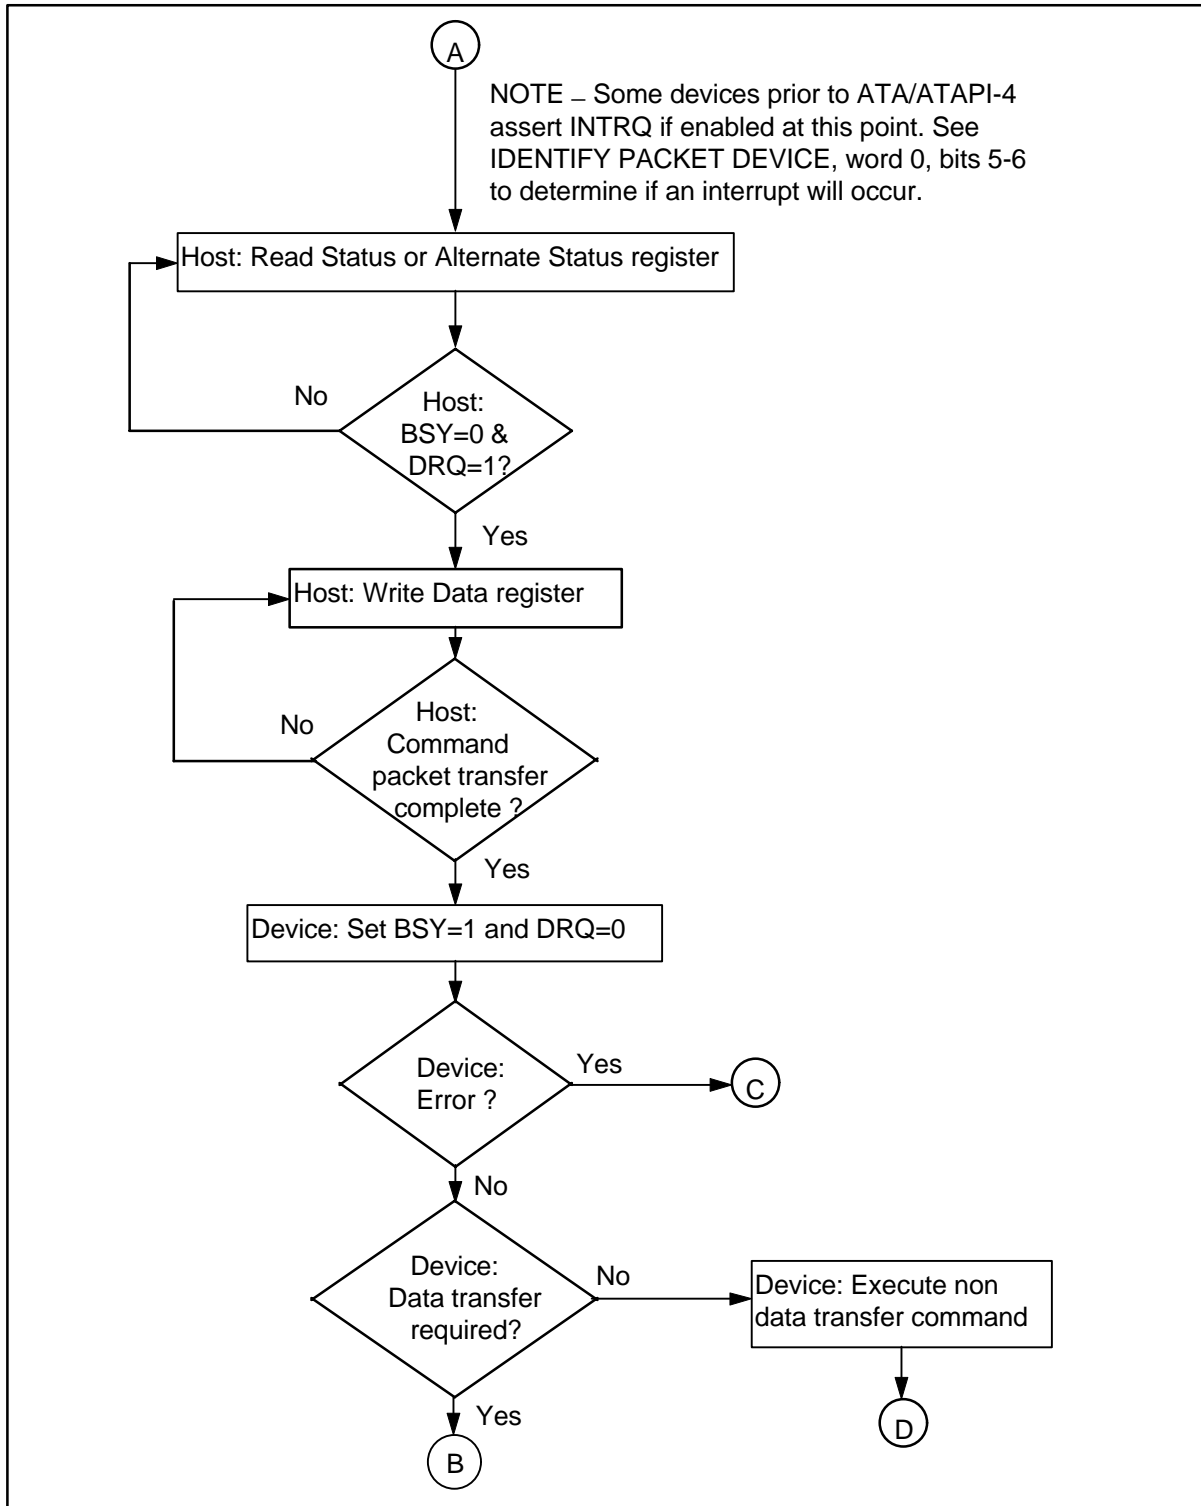 A
NOTE – Some devices prior to ATA/ATAPI-4
assert INTRQ if enabled at this point. See
IDENTIFY PACKET DEVICE, word 0, bits 5-6
to determine if an interrupt will occur.
Host: Read Status or Alternate Status register
No
Host:
BSY=0 &
DRQ=1?
Yes
Host: Write Data register
No
Host:
Command
packet transfer
complete ?
Yes
Device: Set BSY=1 and DRQ=0
Device:
Error ?
Yes
C
No
Device:
Data transfer
required?
No
Device: Execute non
data transfer command
Yes
B
D